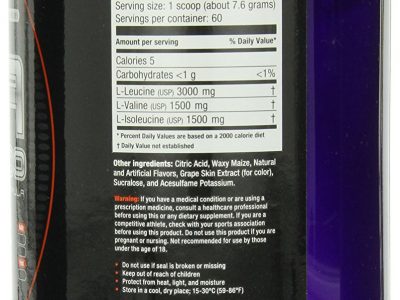 Serving size: 1 scoop (about 7.6 grams)
Servings per container: 60
Amount per serving % Daily Value*
Calories 5
Carbohydrates <1 g <1%
L-Leucine (USP) 3000 mg †
L-Valine (USP) 1500 mg †
L-Isoleucine (USP) 1500 mg †
* Percent Daily Values are based on a 2000 calorie diet
† Daily Value not established
Other ingredients: Citric Acid, Waxy Maize, Natural
and Artificial Flavors, Grape Skin Extract (for color),
Sucralose, and Acesulfame Potassium.
Warning: If you have a medical condition or are using a
prescription medicine, consult a healthcare professional
before using this or any dietary supplement. If you are a
competitive athlete, check with your sports association
before using this product. Do not use this product if you are
pregnant or nursing. Not recommended for use by those
under the age of 18.
• Do not use if seal is broken or missing
• Keep out of reach of children
• Protect from heat, light, and moisture
• Store in a cool, dry place; 15-30°C (59-86°F)